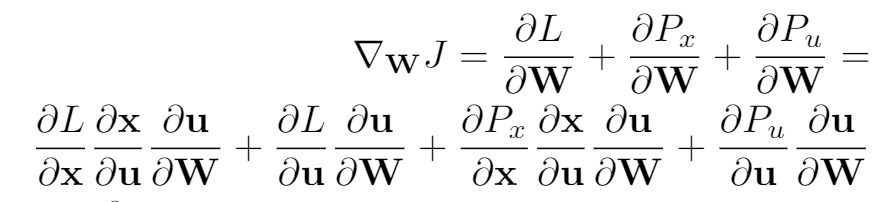 ∇_𝐖 J = ∂L/∂𝐖 + ∂P_x/∂𝐖 + ∂P_u/∂𝐖 =
∂L/∂𝐱 ∂𝐱/∂𝐮 ∂𝐮/∂𝐖 + ∂L/∂𝐮 ∂𝐮/∂𝐖 + ∂P_x/∂𝐱 ∂𝐱/∂𝐮 ∂𝐮/∂𝐖 + ∂P_u/∂𝐮 ∂𝐮/∂𝐖